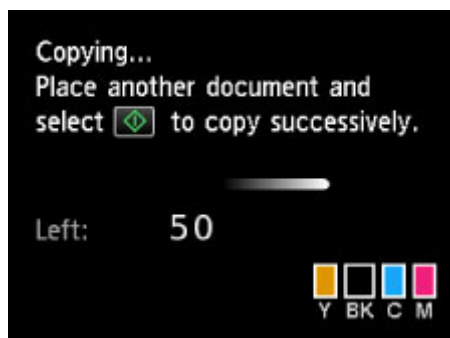 Copying...
Place another document and
select to copy successively.
Left: 50
Y BK C M